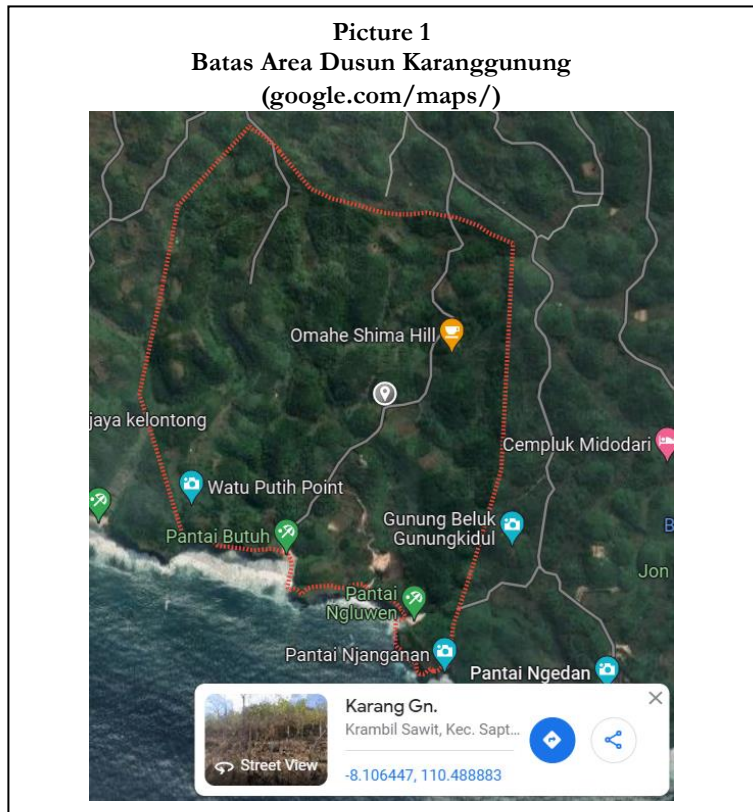 Picture 1
Batas Area Dusun Karanggunung
(google.com/maps/)
Omahe Shima Hill
jaya kelontong
Cempluk Midodari
Watu Putih Point
Gunung Beluk
Gunungkidul
B
Pantai Butuh
Jon
Pantai
Ngluwen
Pantai Njanganan
Pantai Ngedan
Karang Gn.
Krambil Sawit, Kec. Sapt...
Street View
-8.106447, 110.488883